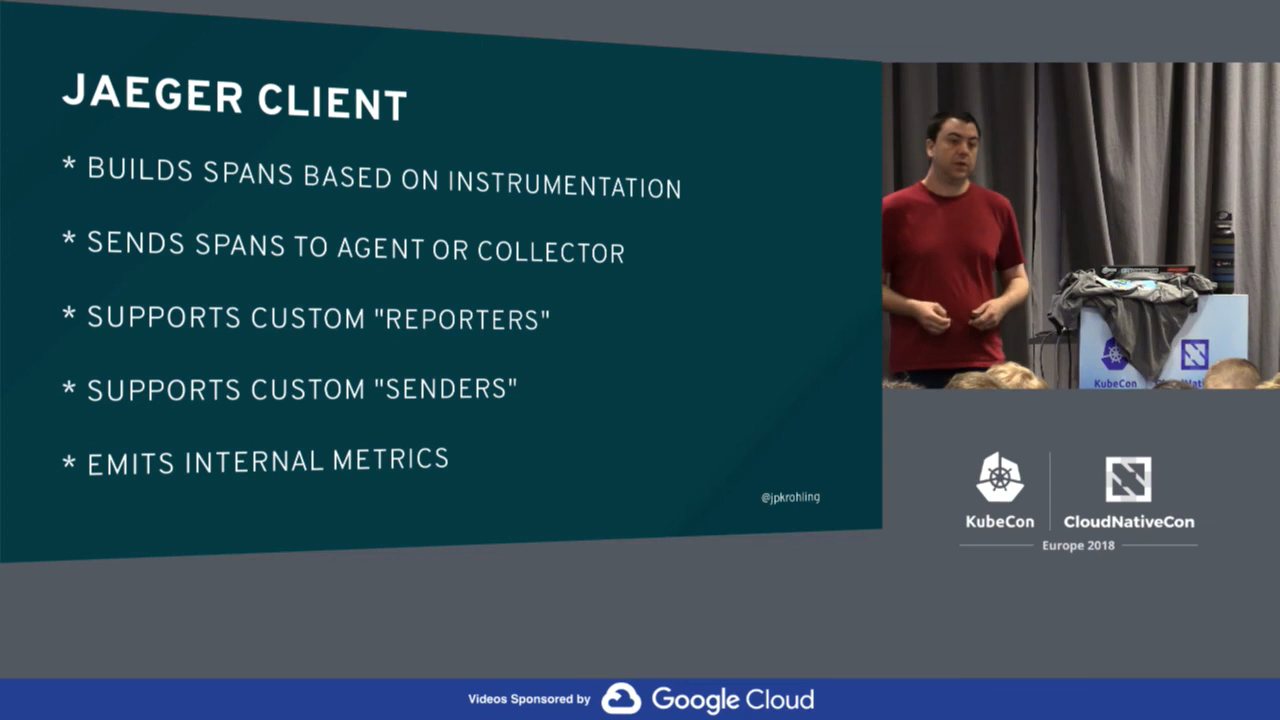 JAEGER CLIENT
* BUILDS SPANS BASED ON INSTRUMENTATION
* SENDS SPANS TO AGENT OR COLLECTOR
* SUPPORTS CUSTOM "REPORTERS"
* SUPPORTS CUSTOM "SENDERS"
* EMITS INTERNAL METRICS
@jpkrohling
KubeCon
KubeCon
CloudNativeCon
Europe 2018
Videos Sponsored by Google Cloud